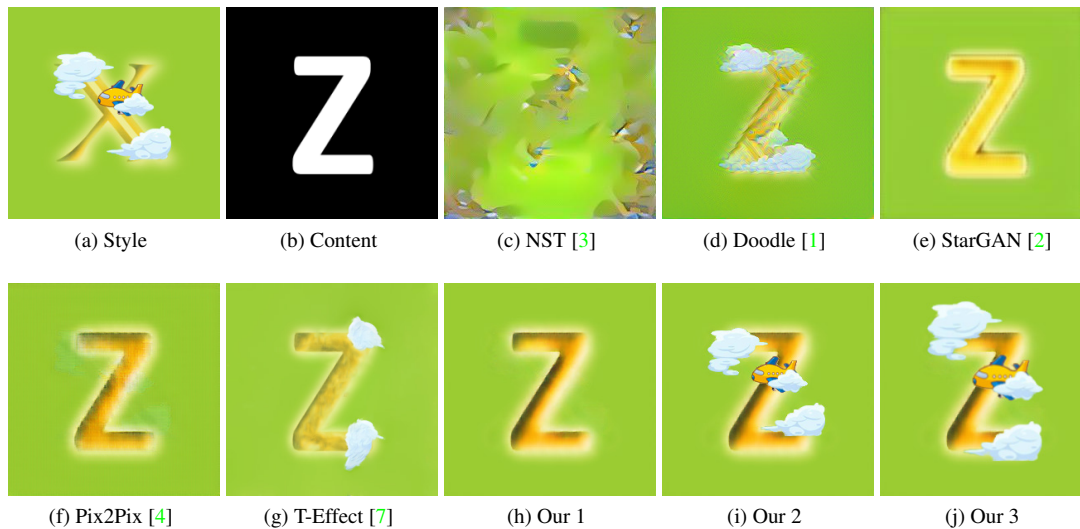 X
Z
Z
Z
(a) Style
(b) Content
(c) NST [3]
(d) Doodle [1]
(e) StarGAN [2]
Z
Z
Z
Z
Z
(f) Pix2Pix [4]
(g) T-Effect [7]
(h) Our 1
(i) Our 2
(j) Our 3